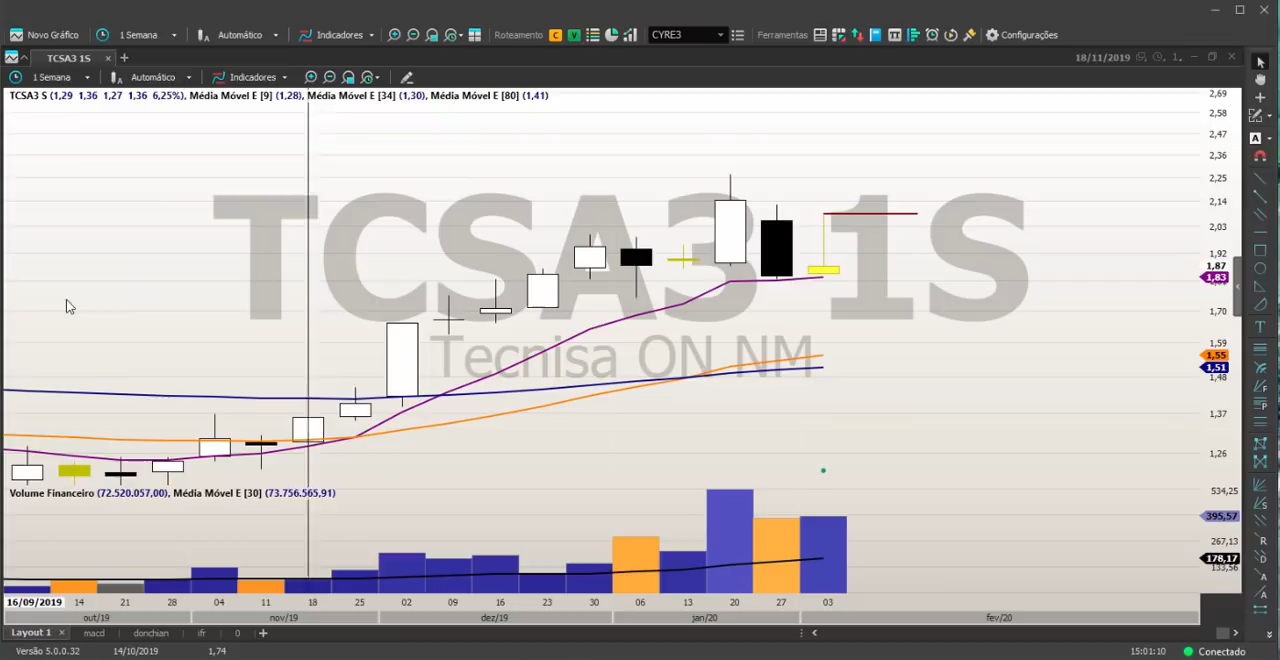 Novo Gráfico 1 Semana Automático Indicadores Roteamento C V CYRE3 Ferramentas Configurações
TCSA3 1S 18/11/2019 1.
1 Semana Automático Indicadores
TCSA3 S (1,29 1,36 1,27 1,36 6,25%), Média Móvel E [9] (1,28), Média Móvel E [34] (1,30), Média Móvel E [80] (1,41)
2,69
2,58
2,47
2,36
2,25
2,14
2,03
1,92
1,87
1,83
1,70
1,59
1,55
1,51
1,48
1,37
1,26
TCSA3 1S
Tecnisa ON NM
Volume Financeiro (72.520.057,00), Média Móvel E [30] (73.756.565,91)
534,25
395,57
267,13
178,17
133,56
16/09/2019 14 21 28 04 11 18 25 02 09 16 23 30 06 13 20 27 03
out/19 nov/19 dez/19 jan/20 fev/20
Layout 1 macd donchian ifr 0
Versão 5.0.0.32 14/10/2019 1,74 15:01:10 Conectado